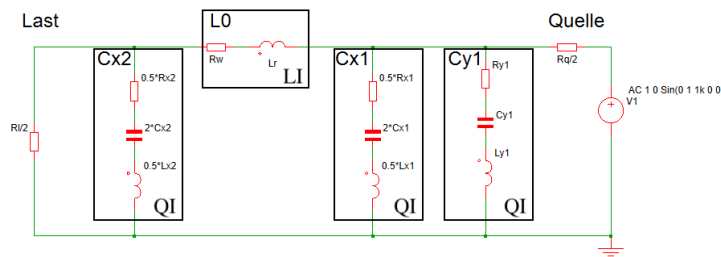 Last
L0
Quelle
Cx2
Rw
Lr
LI
Cx1
Cy1
Rq/2
0.5*Rx2
0.5*Rx1
Ry1
AC 1 0 Sin(0 1 1k 0 0
V1
Rl/2
2*Cx2
2*Cx1
Cy1
0.5*Lx2
0.5*Lx1
Ly1
QI
QI
QI